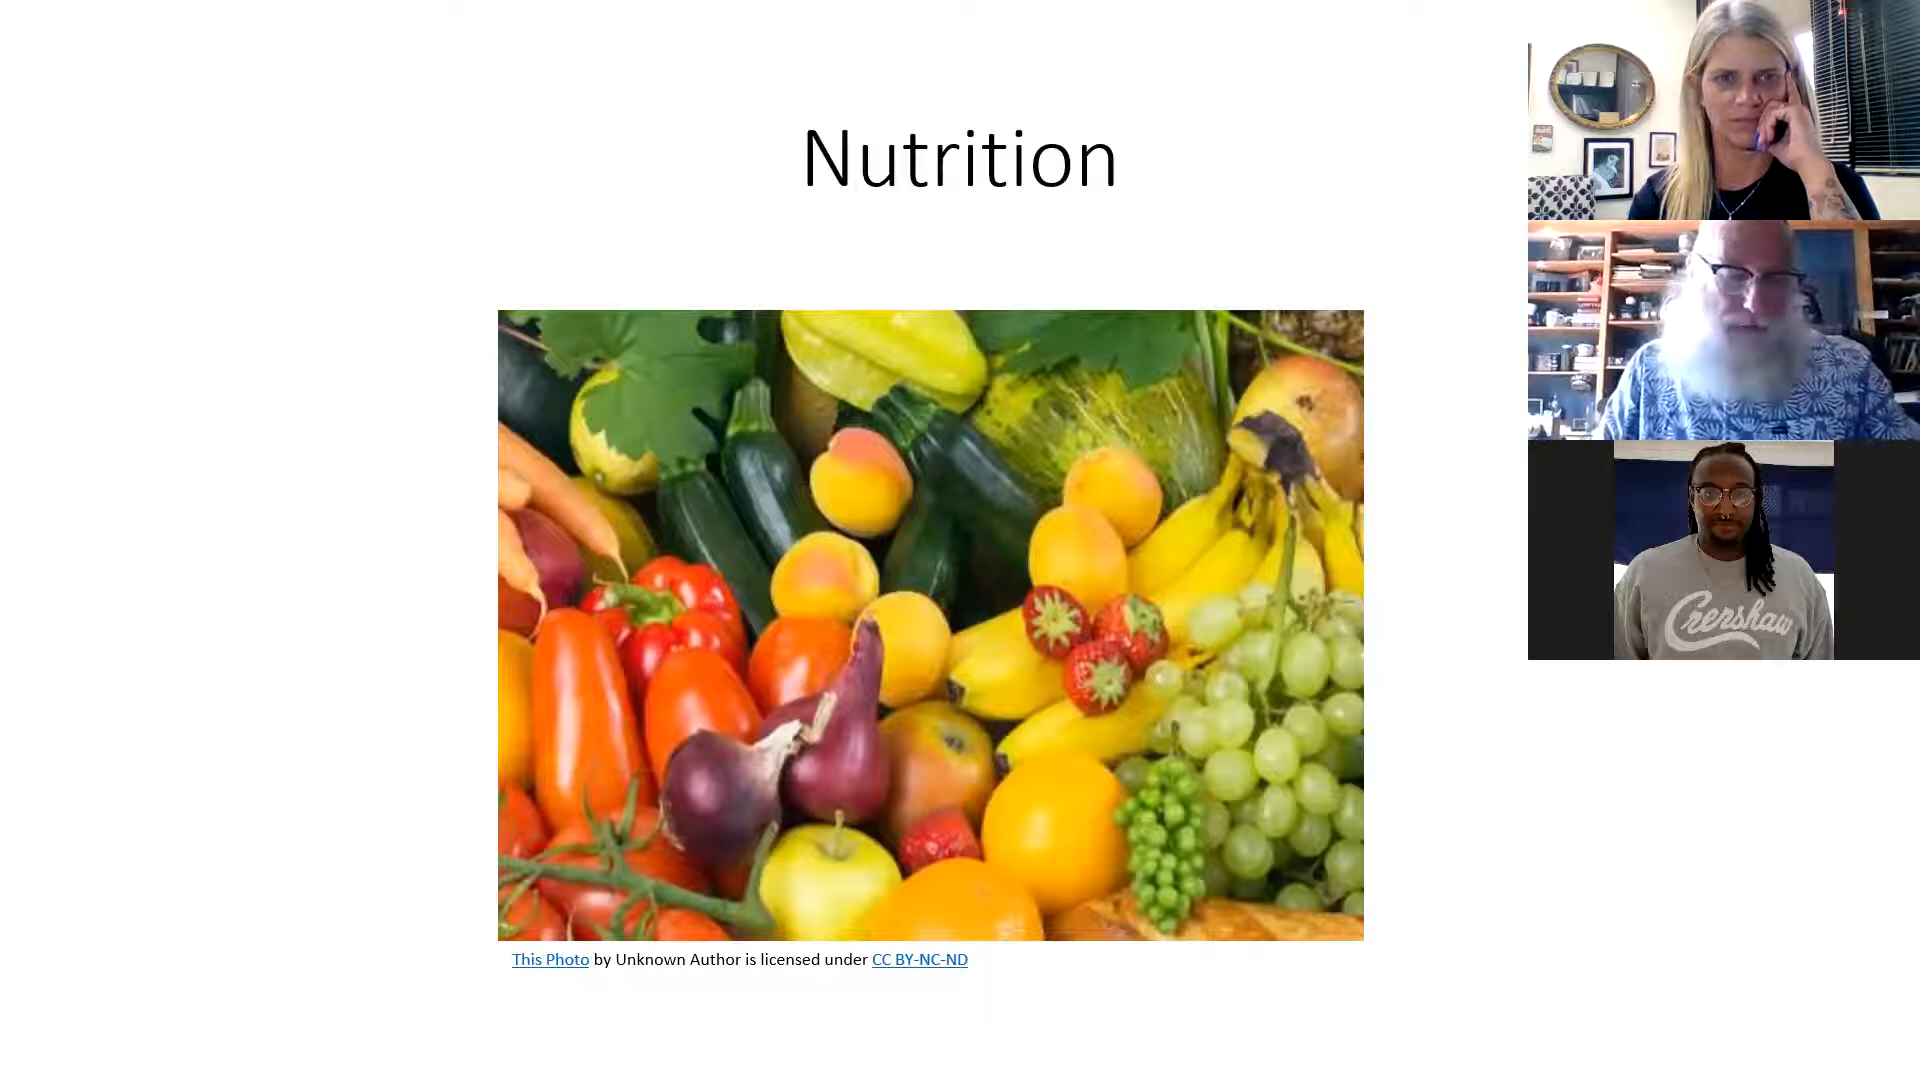 Nutrition
Crenshaw
This Photo by Unknown Author is licensed under CC BY-NC-ND